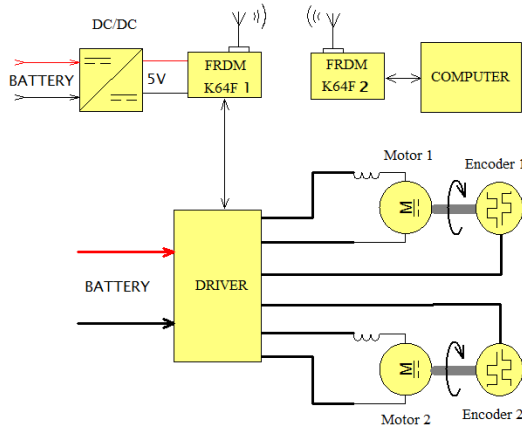 DC/DC
BATTERY
5V
FRDM
K64F 1
FRDM
K64F 2
COMPUTER
Motor 1
Encoder 1
M
BATTERY
DRIVER
M
Motor 2
Encoder 2